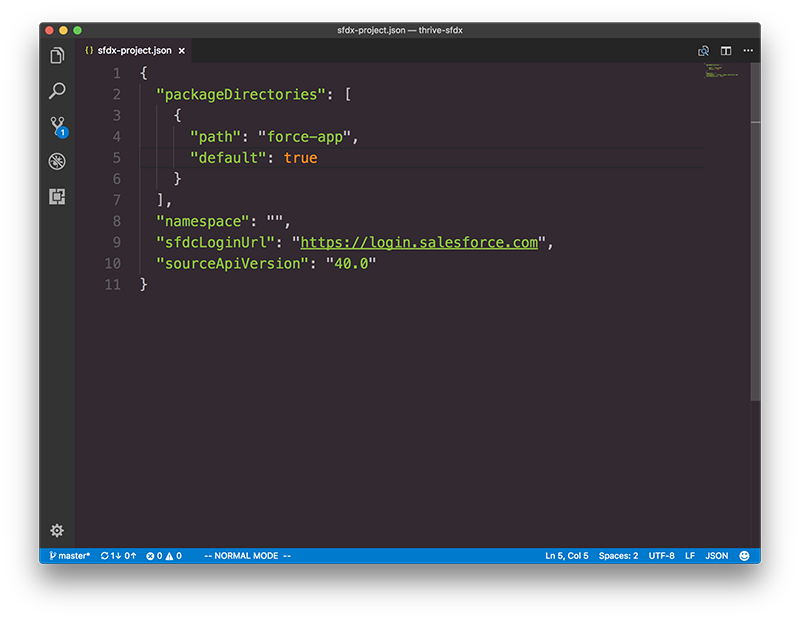 sfdx-project.json — thrive-sfdx
{} sfdx-project.json ×
1 {
2 "packageDirectories": [
3 {
4 "path": "force-app",
5 "default": true
6 }
7 ],
8 "namespace": "",
9 "sfdcLoginUrl": "https://login.salesforce.com",
10 "sourceApiVersion": "40.0"
11 }
1
master* 1↓ 0↑ 0 0 -- NORMAL MODE -- Ln 5, Col 5 Spaces: 2 UTF-8 LF JSON